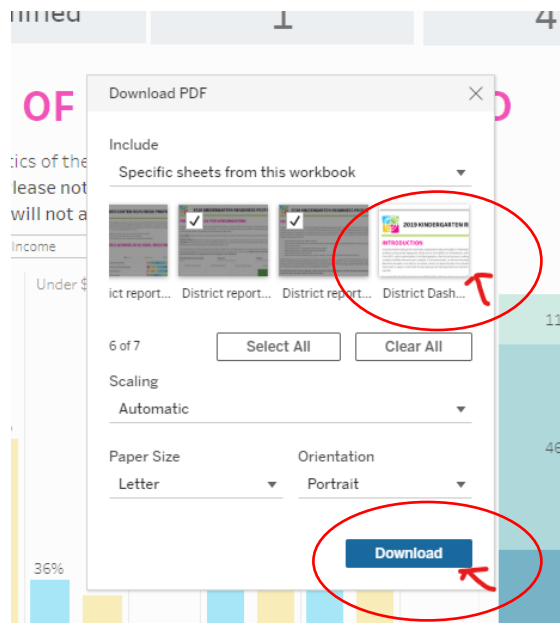 1
4
OF
Download PDF
Include
tics of the
Specific sheets from this workbook
lease not
will not a
2019 KINDERGARTEN R
INTRODUCTION
Income
Under $
ict report...
District report...
District report...
District Dash...
6 of 7
Select All
Clear All
11
Scaling
Automatic
46
Paper Size
Orientation
Letter
Portrait
Download
36%